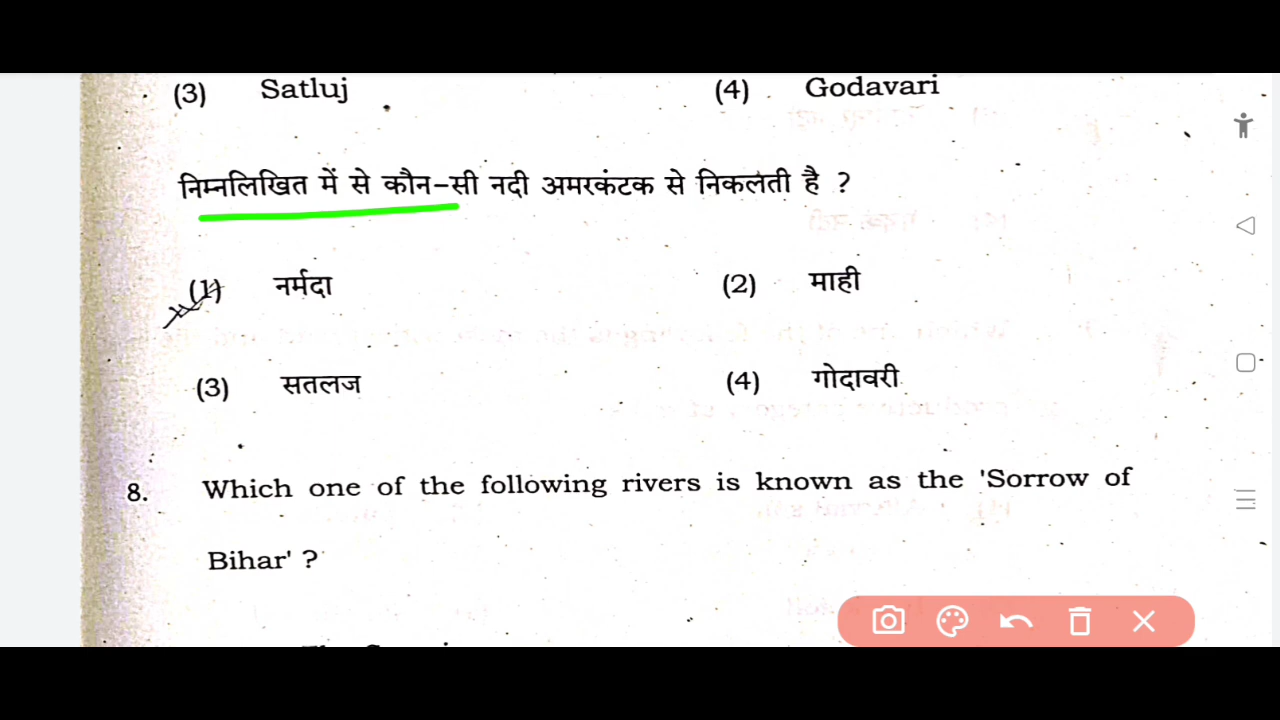 (3) Satluj (4) Godavari
निम्नलिखित में से कौन-सी नदी अमरकंटक से निकलती है ?
(1) नर्मदा (2) माही
(3) सतलज (4) गोदावरी
8. Which one of the following rivers is known as the 'Sorrow of
Bihar' ?